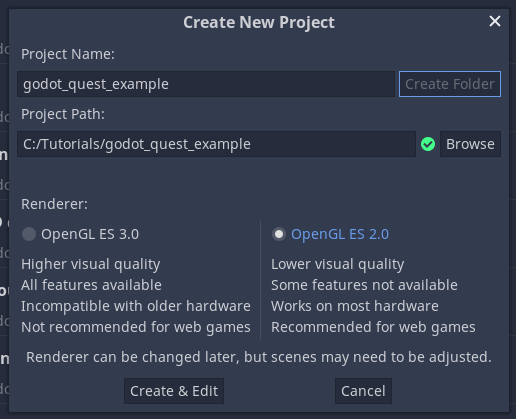 Create New Project
Project Name:
godot_quest_example
Create Folder
Project Path:
C:/Tutorials/godot_quest_example
Browse
Renderer:
OpenGL ES 3.0
Higher visual quality
All features available
Incompatible with older hardware
Not recommended for web games
OpenGL ES 2.0
Lower visual quality
Some features not available
Works on most hardware
Recommended for web games
Renderer can be changed later, but scenes may need to be adjusted.
Create & Edit
Cancel